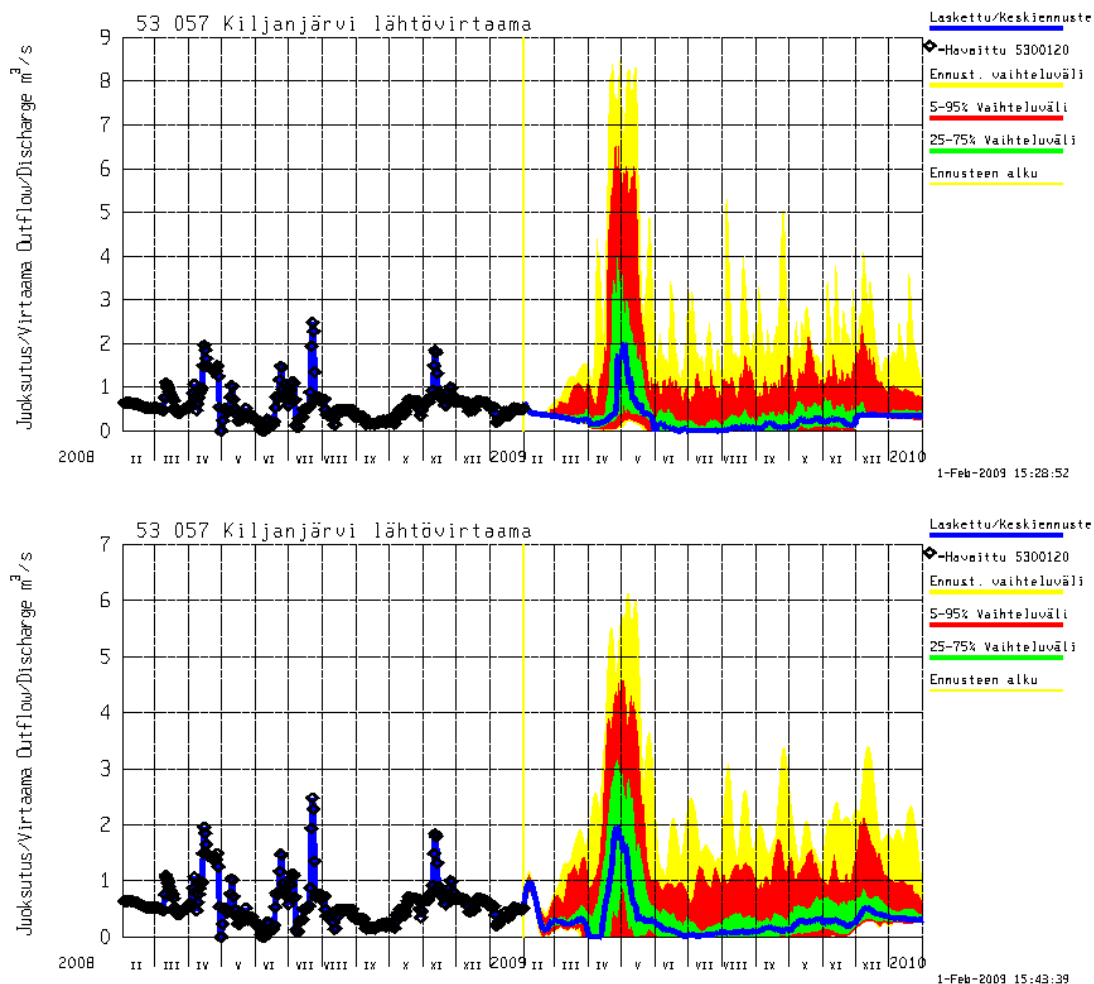 53 057 Kiljanjärvi lähtövirtaama
Juoksutus/Virtaama Outflow/Discharge m³/s
9
8
7
6
5
4
3
2
1
0
2008 II III IV V VI VII VIII IX X XI XII 2009 II III IV V VI VII VIII IX X XI XII 2010
Laskettu/Keskiennuste
-Havaittu 5300120
Ennust. vaihteluväli
5-95% Vaihteluväli
25-75% Vaihteluväli
Ennusteen alku
1-Feb-2009 15:28:52
53 057 Kiljanjärvi lähtövirtaama
Juoksutus/Virtaama Outflow/Discharge m³/s
7
6
5
4
3
2
1
0
2008 II III IV V VI VII VIII IX X XI XII 2009 II III IV V VI VII VIII IX X XI XII 2010
Laskettu/Keskiennuste
-Havaittu 5300120
Ennust. vaihteluväli
5-95% Vaihteluväli
25-75% Vaihteluväli
Ennusteen alku
1-Feb-2009 15:43:39